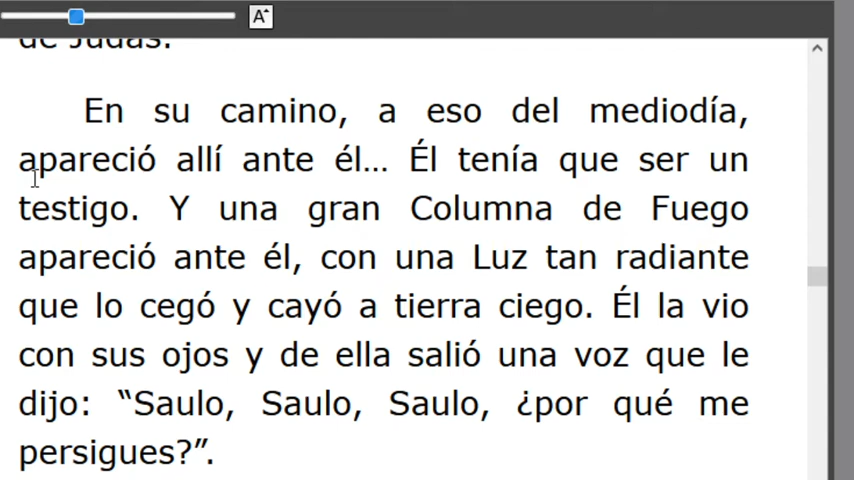 A
de Judas.
En su camino, a eso del mediodía,
apareció allí ante él... Él tenía que ser un
testigo. Y una gran Columna de Fuego
apareció ante él, con una Luz tan radiante
que lo cegó y cayó a tierra ciego. Él la vio
con sus ojos y de ella salió una voz que le
dijo: “Saulo, Saulo, Saulo, ¿por qué me
persigues?”.